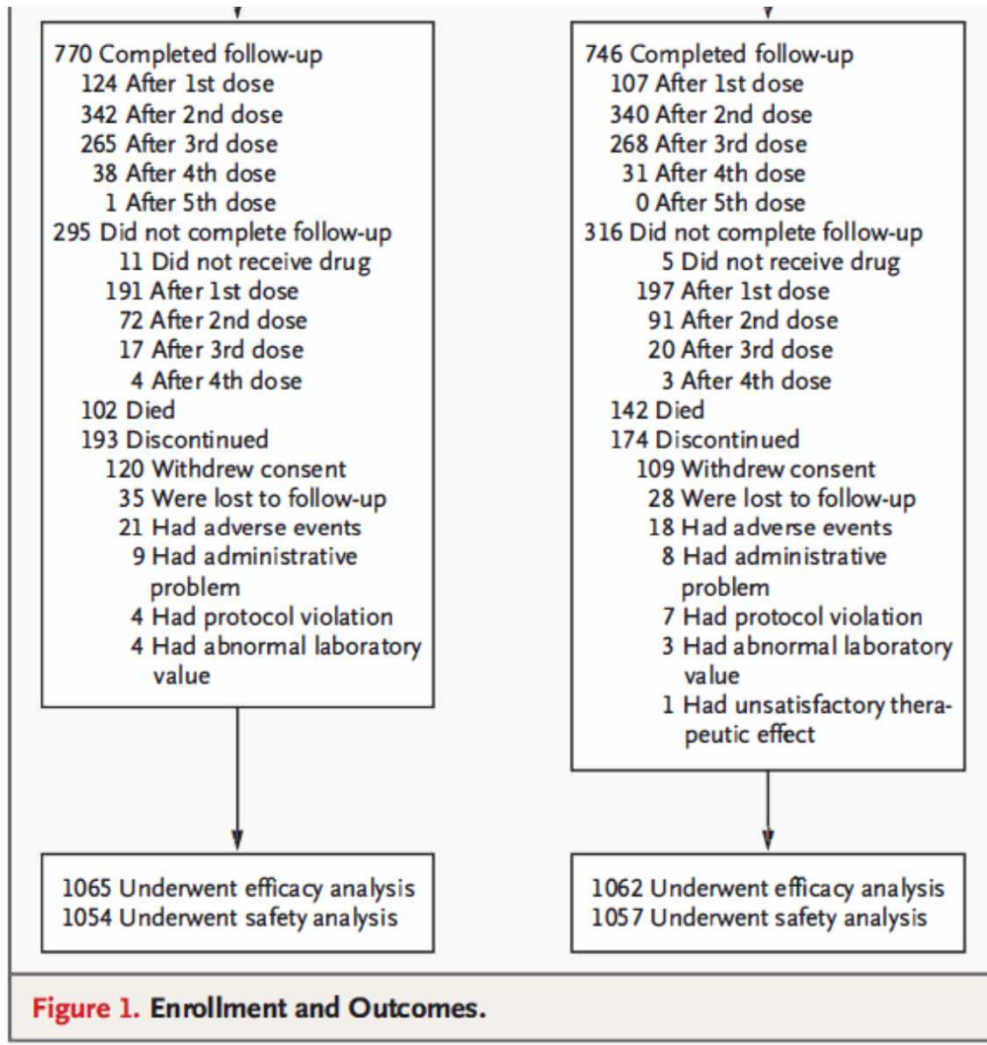 770 Completed follow-up
124 After 1st dose
342 After 2nd dose
265 After 3rd dose
38 After 4th dose
1 After 5th dose
295 Did not complete follow-up
11 Did not receive drug
191 After 1st dose
72 After 2nd dose
17 After 3rd dose
4 After 4th dose
102 Died
193 Discontinued
120 Withdrew consent
35 Were lost to follow-up
21 Had adverse events
9 Had administrative
problem
4 Had protocol violation
4 Had abnormal laboratory
value
746 Completed follow-up
107 After 1st dose
340 After 2nd dose
268 After 3rd dose
31 After 4th dose
0 After 5th dose
316 Did not complete follow-up
5 Did not receive drug
197 After 1st dose
91 After 2nd dose
20 After 3rd dose
3 After 4th dose
142 Died
174 Discontinued
109 Withdrew consent
28 Were lost to follow-up
18 Had adverse events
8 Had administrative
problem
7 Had protocol violation
3 Had abnormal laboratory
value
1 Had unsatisfactory thera-
peutic effect
1065 Underwent efficacy analysis
1054 Underwent safety analysis
1062 Underwent efficacy analysis
1057 Underwent safety analysis
Figure 1. Enrollment and Outcomes.